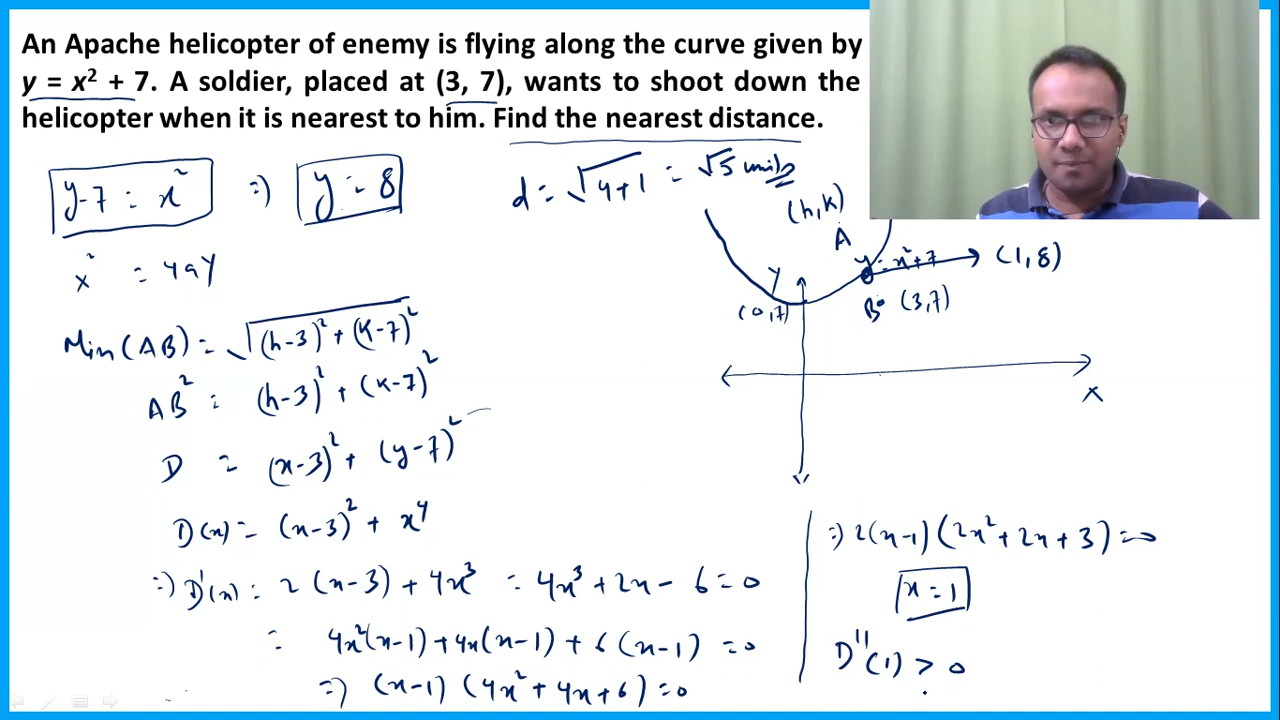 An Apache helicopter of enemy is flying along the curve given by
y = x² + 7. A soldier, placed at (3, 7), wants to shoot down the
helicopter when it is nearest to him. Find the nearest distance.
y-7 = x² => y = 8
d = √4+1 = √5 units
x² = 4aY
(h,k)
A
y = x²+7
(1,8)
Y
(0,7)
B
(3,7)
X
Min(AB) = √(h-3)² + (k-7)²
AB² = (h-3)² + (k-7)²
D = (x-3)² + (y-7)²
D(x) = (x-3)² + x⁴
=) D'(x) = 2(x-3) + 4x³ = 4x³ + 2x - 6 = 0
= 4x²(x-1) + 4x(x-1) + 6(x-1) = 0
=) (x-1) (4x² + 4x + 6) = 0
=) 2(x-1) (2x² + 2x + 3) = 0
x = 1
D''(1) > 0